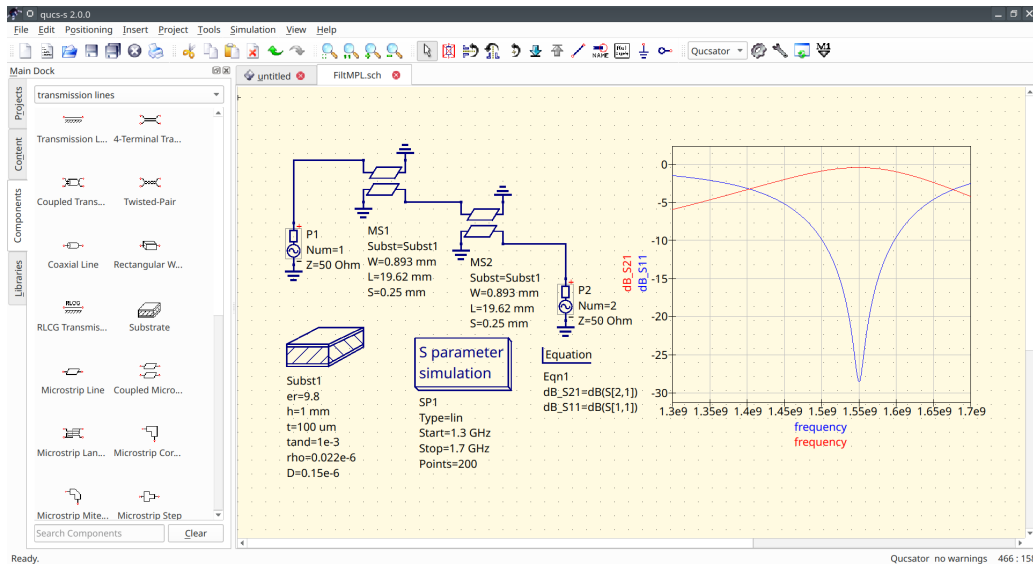 qucs-s 2.0.0
File Edit Positioning Insert Project Tools Simulation View Help
NAME
Qucsator
Main Dock
untitled
FiltMPL.sch
Projects
Content
Components
Libraries
transmission lines
Transmission L... 4-Terminal Tra...
Coupled Trans... Twisted-Pair
Coaxial Line Rectangular W...
RLCG
RLCG Transmis... Substrate
Microstrip Line Coupled Micro...
Microstrip Lan... Microstrip Cor...
Microstrip Mite... Microstrip Step
Search Components
Clear
P1
Num=1
Z=50 Ohm
MS1
Subst=Subst1
W=0.893 mm
L=19.62 mm
S=0.25 mm
MS2
Subst=Subst1
W=0.893 mm
L=19.62 mm
S=0.25 mm
P2
Num=2
Z=50 Ohm
Subst1
er=9.8
h=1 mm
t=100 um
tand=1e-3
rho=0.022e-6
D=0.15e-6
S parameter
simulation
SP1
Type=lin
Start=1.3 GHz
Stop=1.7 GHz
Points=200
Equation
Eqn1
dB_S21=dB(S[2,1])
dB_S11=dB(S[1,1])
dB_S21
dB_S11
0
-5
-10
-15
-20
-25
-30
1.3e9 1.35e9 1.4e9 1.45e9 1.5e9 1.55e9 1.6e9 1.65e9 1.7e9
frequency
frequency
Ready.
Qucsator no warnings 466 : 158